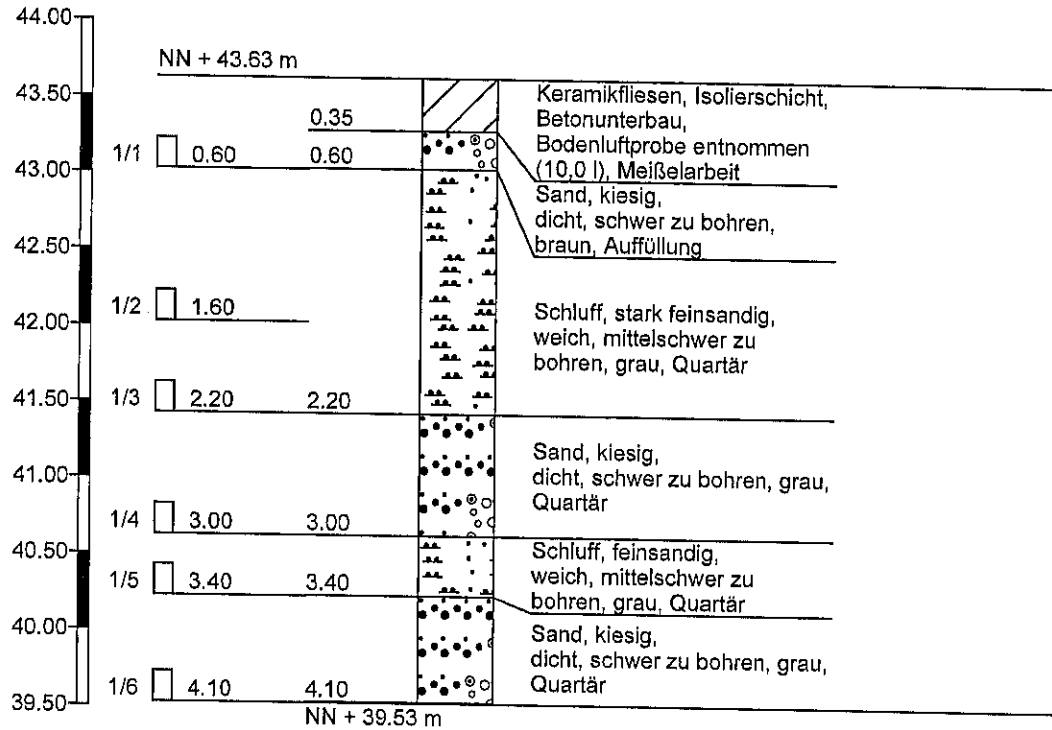 44.00
NN + 43.63 m
43.50
Keramikfliesen, Isolierschicht,
Betonunterbau,
Bodenluftprobe entnommen
(10,0 l), Meißelarbeit
0.35
1/1 0.60 0.60
43.00
Sand, kiesig,
dicht, schwer zu bohren,
braun, Auffüllung
42.50
1/2 1.60
42.00
Schluff, stark feinsandig,
weich, mittelschwer zu
bohren, grau, Quartär
1/3 2.20 2.20
41.50
Sand, kiesig,
dicht, schwer zu bohren, grau,
Quartär
41.00
1/4 3.00 3.00
40.50
Schluff, feinsandig,
weich, mittelschwer zu
bohren, grau, Quartär
1/5 3.40 3.40
40.00
Sand, kiesig,
dicht, schwer zu bohren, grau,
Quartär
1/6 4.10 4.10
39.50
NN + 39.53 m